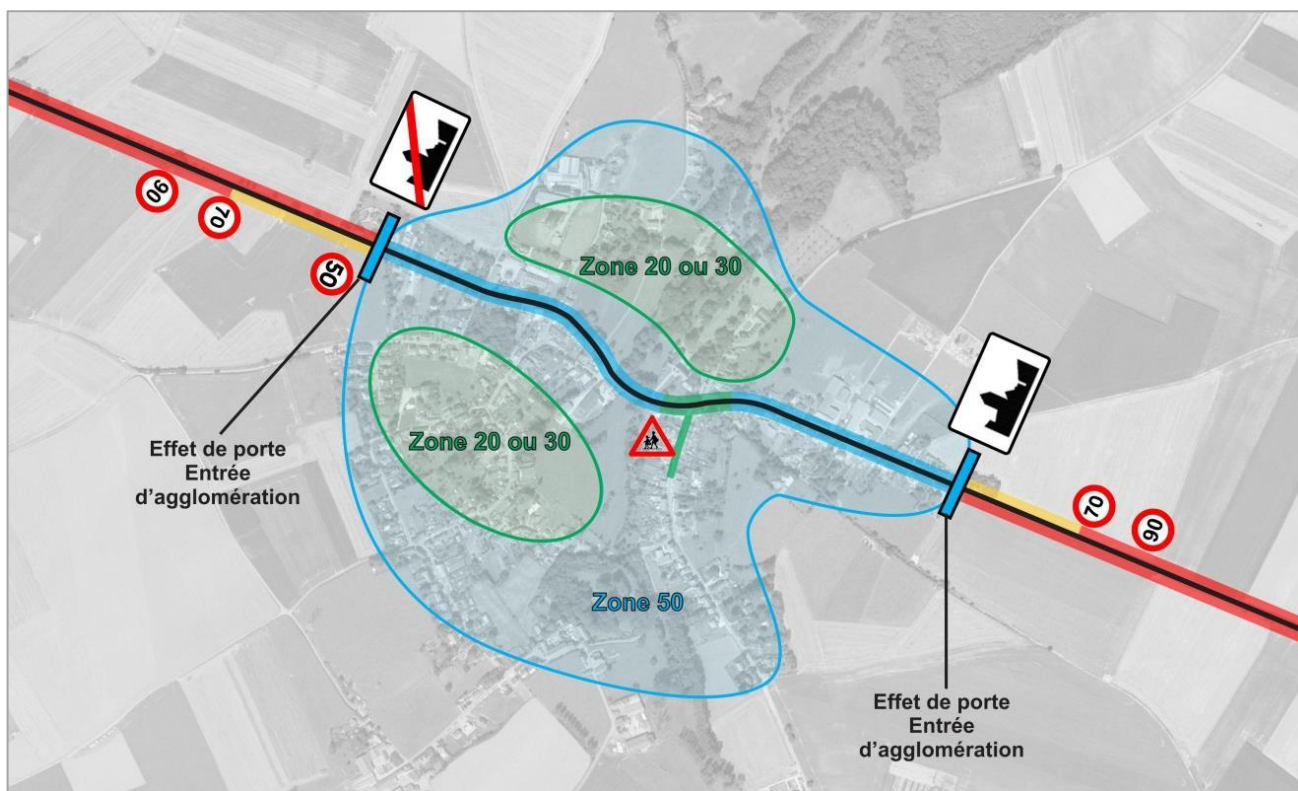 90
70
50
Zone 20 ou 30
Zone 20 ou 30
Effet de porte
Entrée
d’agglomération
Zone 50
70
90
Effet de porte
Entrée
d’agglomération